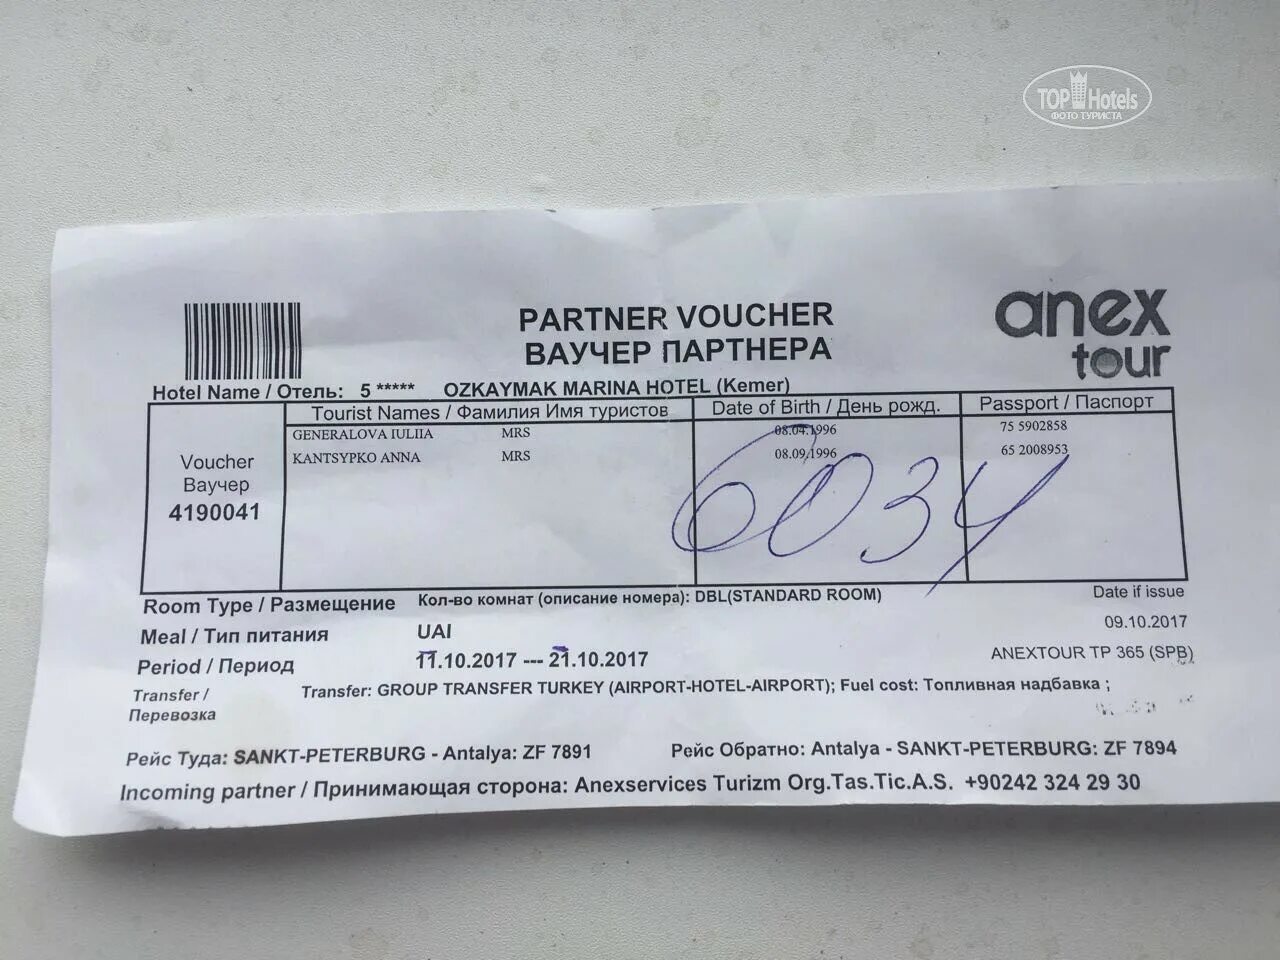 TOP Hotels
ФОТО ТУРИСТА
PARTNER VOUCHER
ВАУЧЕР ПАРТНЕРА
anex
tour
Hotel Name / Отель: 5 ***** OZKAYMAK MARINA HOTEL (Kemer)
Tourist Names / Фамилия Имя туристов Date of Birth / День рожд. Passport / Паспорт
GENERALOVA IULIIA MRS 08.04.1996 75 5902858
KANTSYPKO ANNA MRS 08.09.1996 65 2008953
Voucher
Ваучер
4190041
6034
Room Type / Размещение Кол-во комнат (описание номера): DBL(STANDARD ROOM) Date if issue
Meal / Тип питания UAI 09.10.2017
Period / Период 11.10.2017 --- 21.10.2017 ANEXTOUR TP 365 (SPB)
Transfer / Transfer: GROUP TRANSFER TURKEY (AIRPORT-HOTEL-AIRPORT); Fuel cost: Топливная надбавка ;
Перевозка
Рейс Туда: SANKT-PETERBURG - Antalya: ZF 7891 Рейс Обратно: Antalya - SANKT-PETERBURG: ZF 7894
Incoming partner / Принимающая сторона: Anexservices Turizm Org.Tas.Tic.A.S. +90242 324 29 30